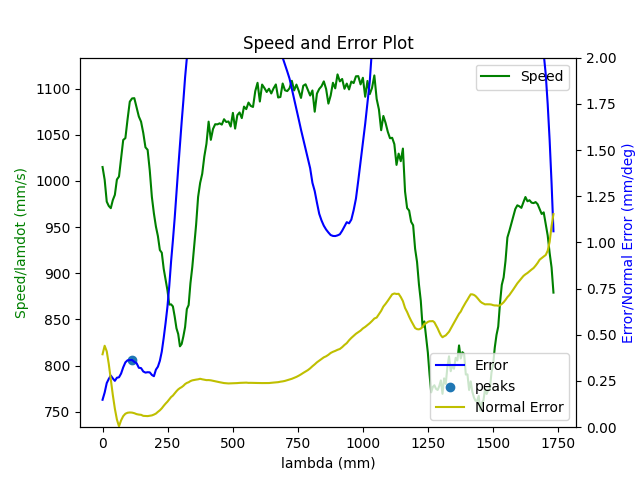 Speed and Error Plot
Speed/lamdot (mm/s)
1100
1050
1000
950
900
850
800
750
Speed
2.00
1.75
1.50
1.25
1.00
0.75
0.50
0.25
0.00
Error/Normal Error (mm/deg)
Error
peaks
Normal Error
0 250 500 750 1000 1250 1500 1750
lambda (mm)